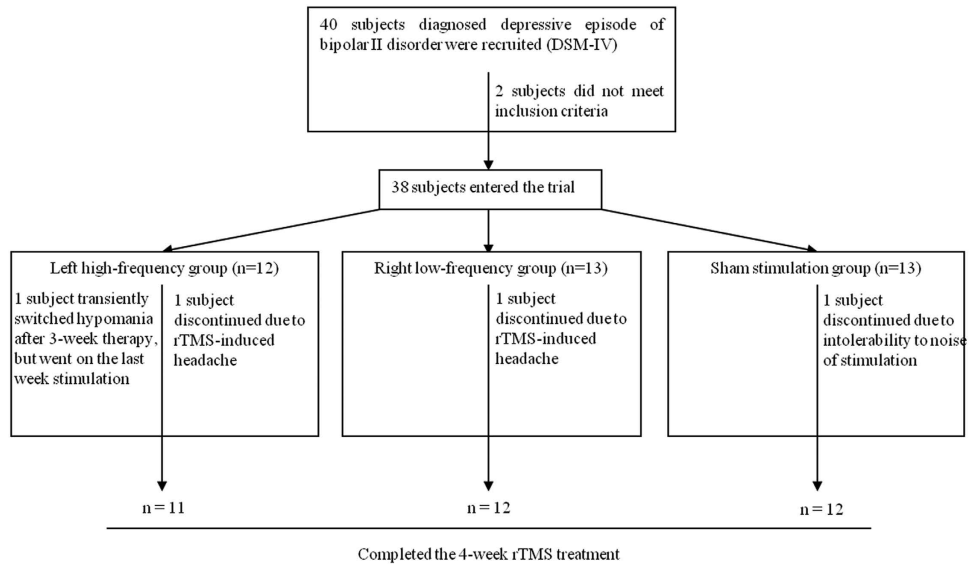 40 subjects diagnosed depressive episode of
bipolar II disorder were recruited (DSM-IV)
2 subjects did not meet
inclusion criteria
38 subjects entered the trial
Left high-frequency group (n=12)
1 subject transiently
switched hypomania
after 3-week therapy,
but went on the last
week stimulation
1 subject
discontinued due to
rTMS-induced
headache
Right low-frequency group (n=13)
1 subject
discontinued due to
rTMS-induced
headache
Sham stimulation group (n=13)
1 subject
discontinued due to
intolerability to noise
of stimulation
n = 11
n = 12
n = 12
Completed the 4-week rTMS treatment